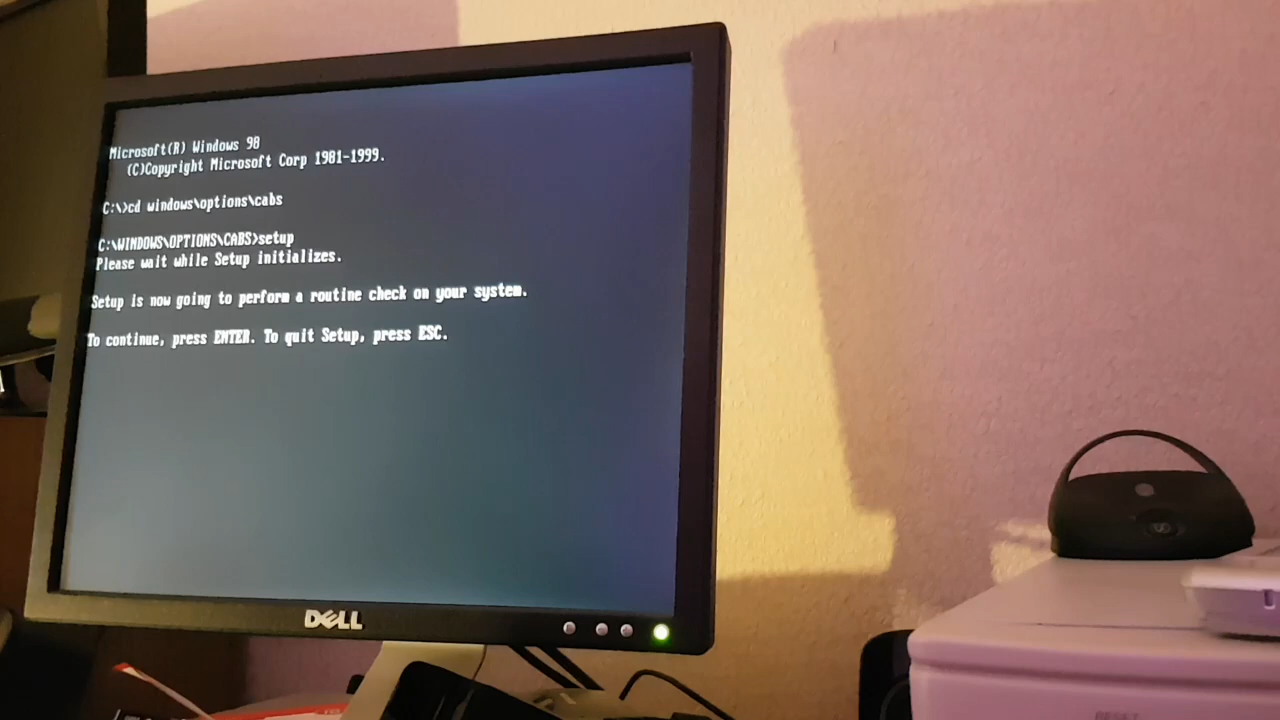 Microsoft(R) Windows 98
(C)Copyright Microsoft Corp 1981-1999.
C:\>cd windows\options\cabs
C:\WINDOWS\OPTIONS\CABS>setup
Please wait while Setup initializes.
Setup is now going to perform a routine check on your system.
To continue, press ENTER. To quit Setup, press ESC.
DELL